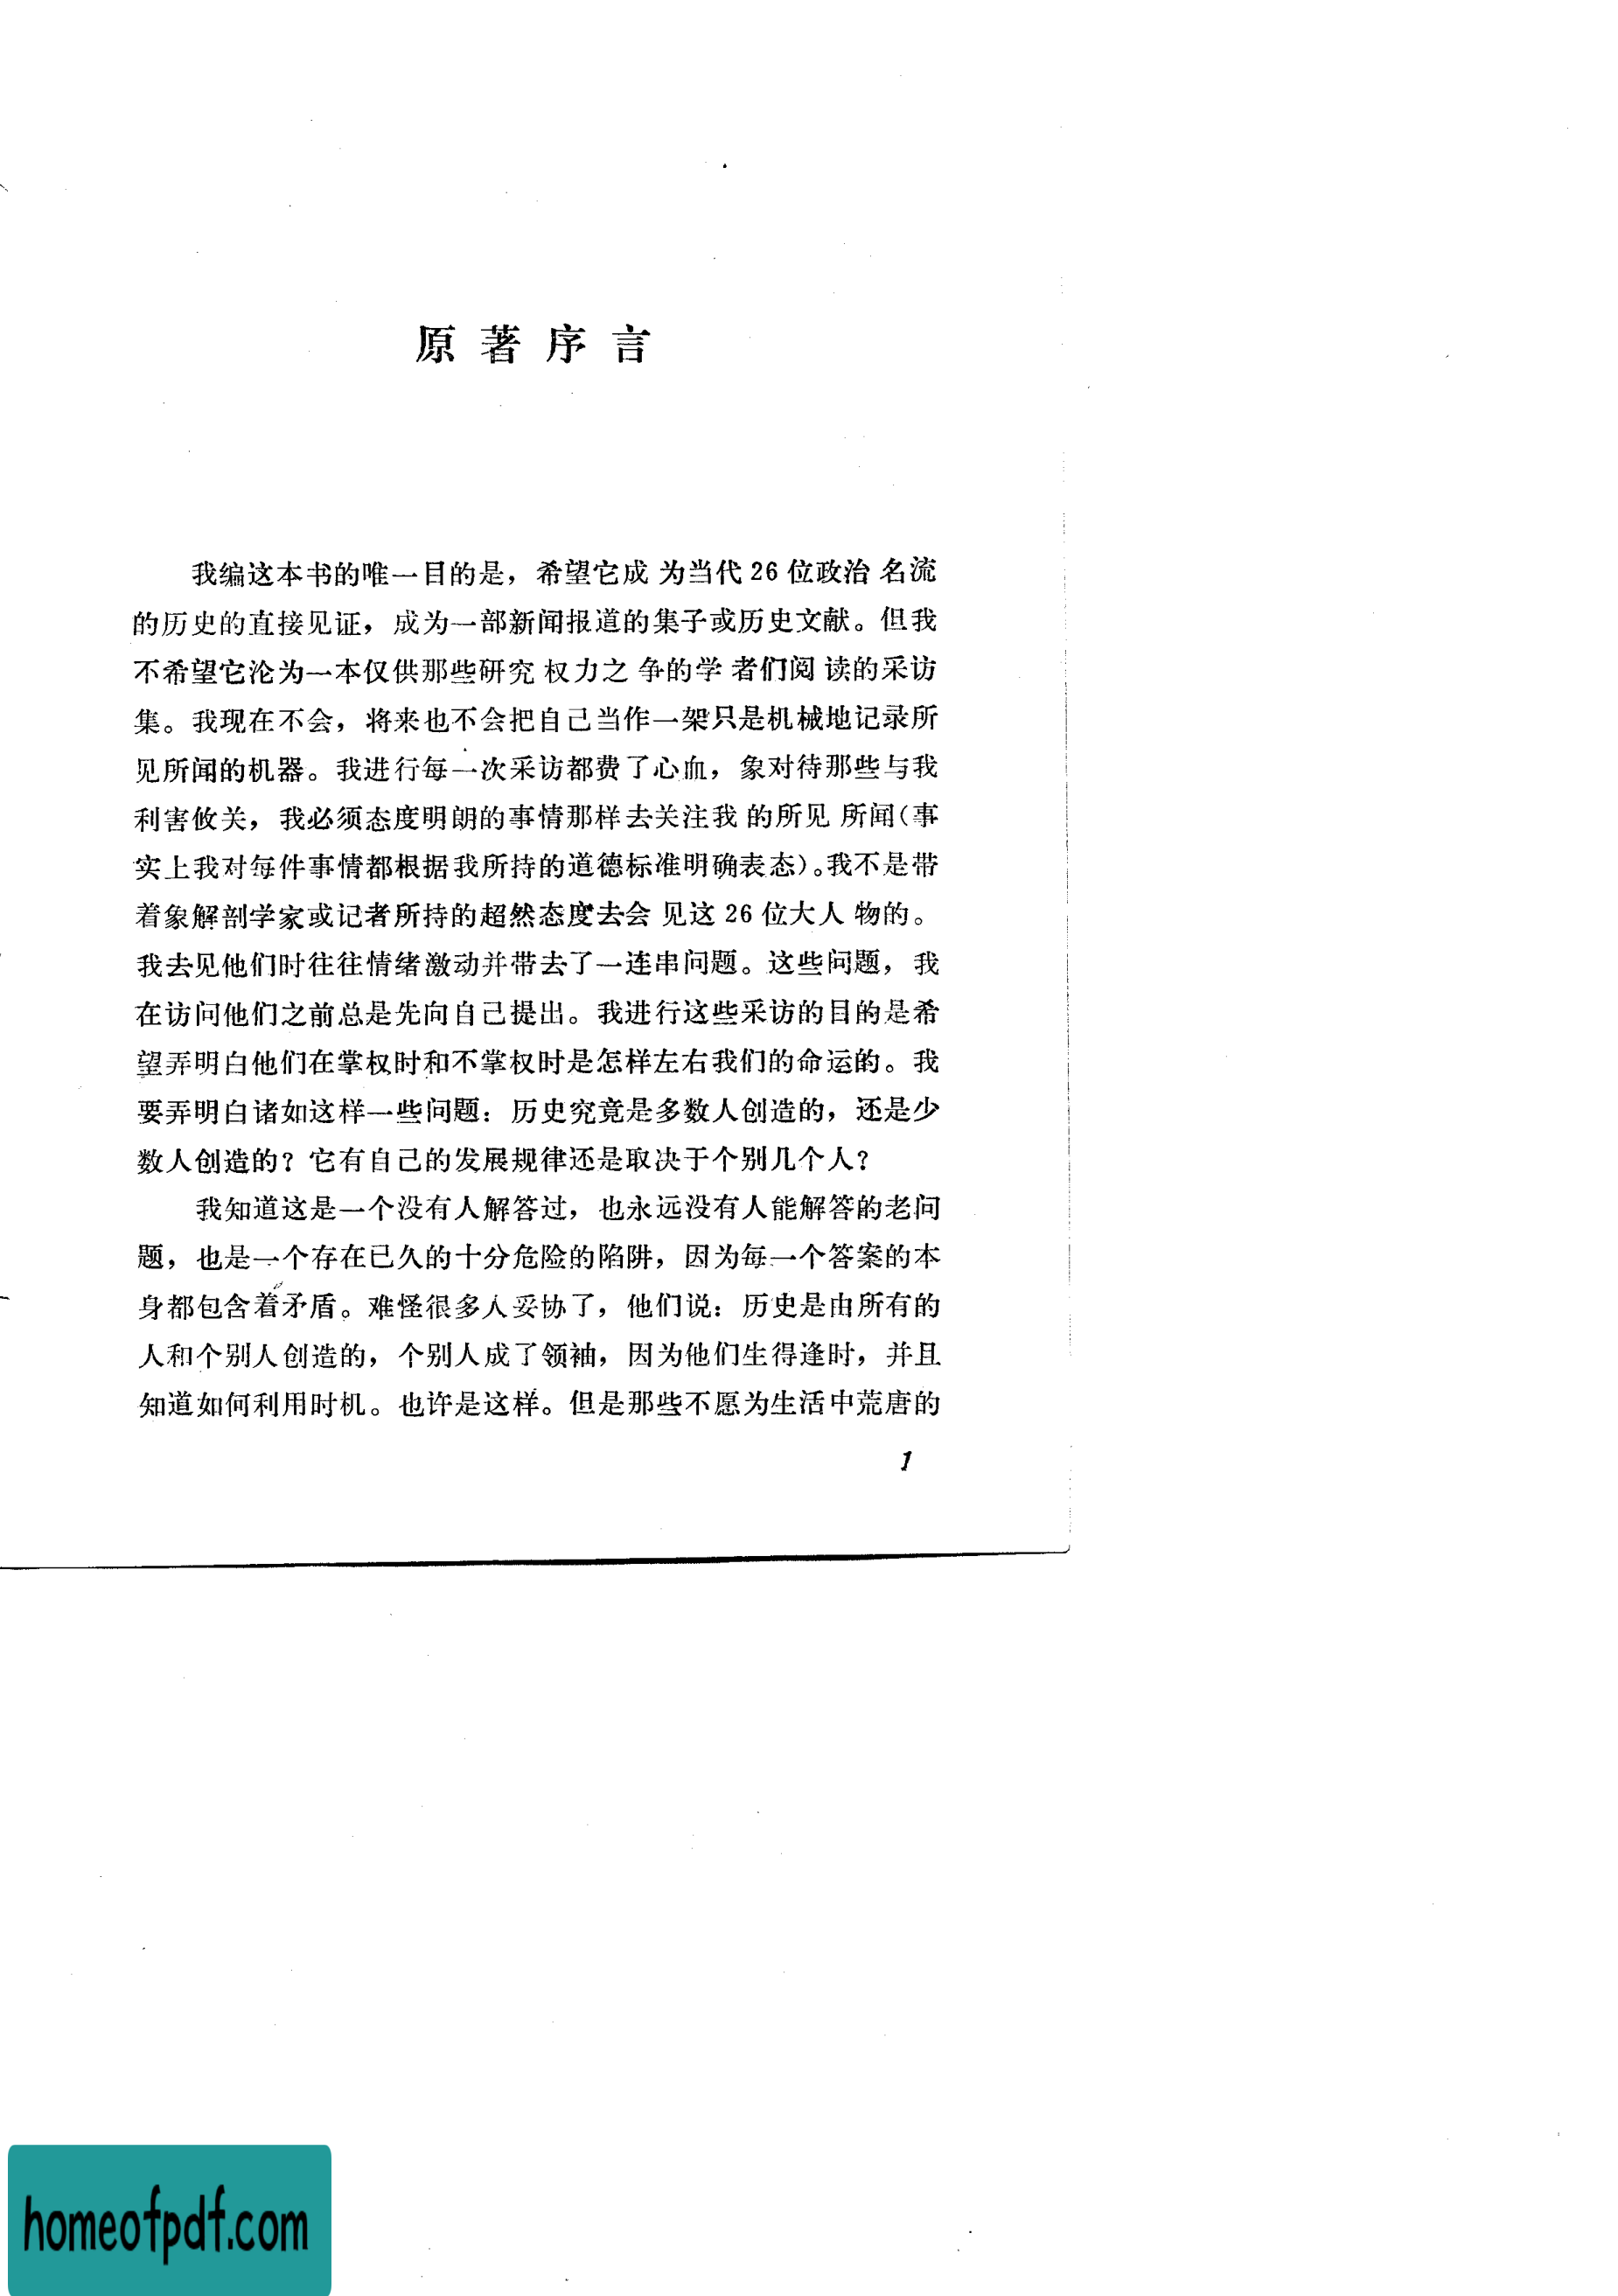 原著序言
我编这本书的唯一目的是，希望它成为当代26位政治名流
的历史的直接见证，成为一部新闻报道的集子或历史文献。但我
不希望它沦为一本仅供那些研究权力之争的学者们阅读的采访
集。我现在不会，将来也不会把自己当作一架只是机械地记录所
见所闻的机器。我进行每一次采访都费了心血，象对待那些与我
利害攸关，我必须态度明朗的事情那样去关注我的所见所闻（事
实上我对每件事情都根据我所持的道德标准明确表态）。我不是带
着象解剖学家或记者所持的超然态度去会见这26位大人物的。
我去见他们时往往情绪激动并带去了一连串问题。这些问题，我
在访问他们之前总是先向自己提出。我进行这些采访的目的是希
望弄明白他们在掌权时和不掌权时是怎样左右我们的命运的。我
要弄明白诸如这样一些问题：历史究竟是多数人创造的，还是少
数人创造的？它有自己的发展规律还是取决于个别几个人？
我知道这是一个没有人解答过，也永远没有人能解答的老问
题，也是一个存在已久的十分危险的陷阱，因为每一个答案的本
身都包含着矛盾。难怪很多人妥协了，他们说：历史是由所有的
人和个别人创造的，个别人成了领袖，因为他们生得逢时，并且
知道如何利用时机。也许是这样。但是那些不愿为生活中荒唐的
1
homeofpdf.com